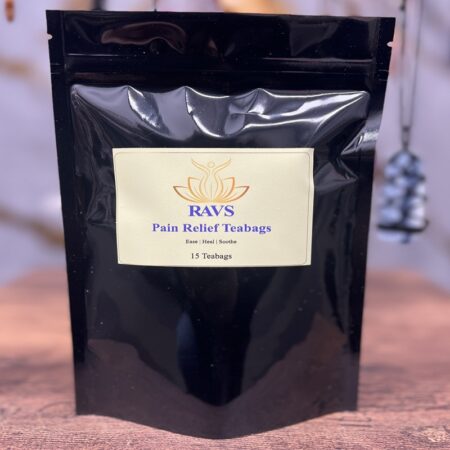 RAVS
Pain Relief Teabags
Ease | Heal | Soothe
15 Teabags